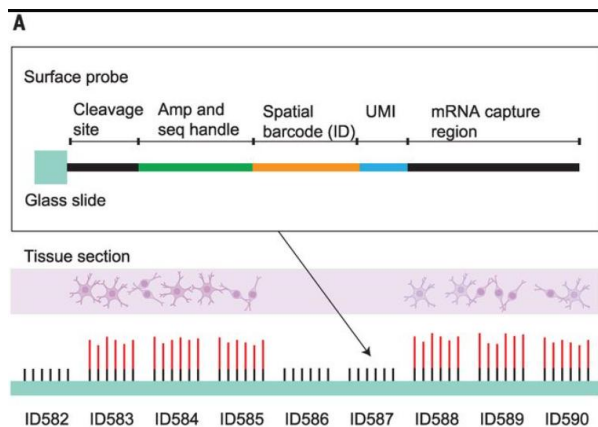 A
Surface probe
Cleavage site
Amp and seq handle
Spatial barcode (ID)
UMI
mRNA capture region
Glass slide
Tissue section
ID582 ID583 ID584 ID585 ID586 ID587 ID588 ID589 ID590